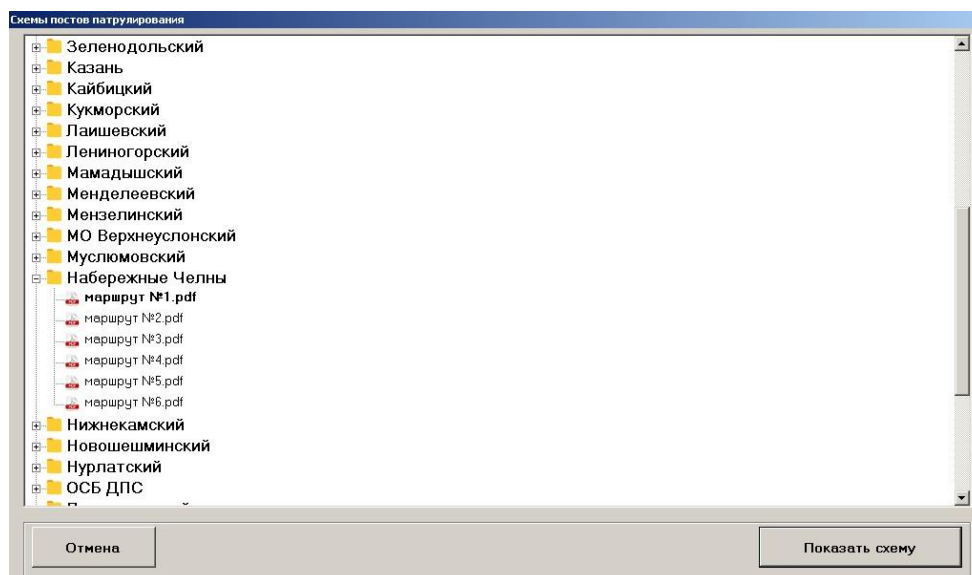 Схемы постов патрулирования
Зеленодольский
Казань
Кайбицкий
Кукморский
Лаишевский
Лениногорский
Мамадышский
Менделеевский
Мензелинский
МО Верхнеуслонский
Муслюмовский
Набережные Челны
маршрут №1.pdf
маршрут №2.pdf
маршрут №3.pdf
маршрут №4.pdf
маршрут №5.pdf
маршрут №6.pdf
Нижнекамский
Новошешминский
Нурлатский
ОСБ ДПС
Отмена
Показать схему